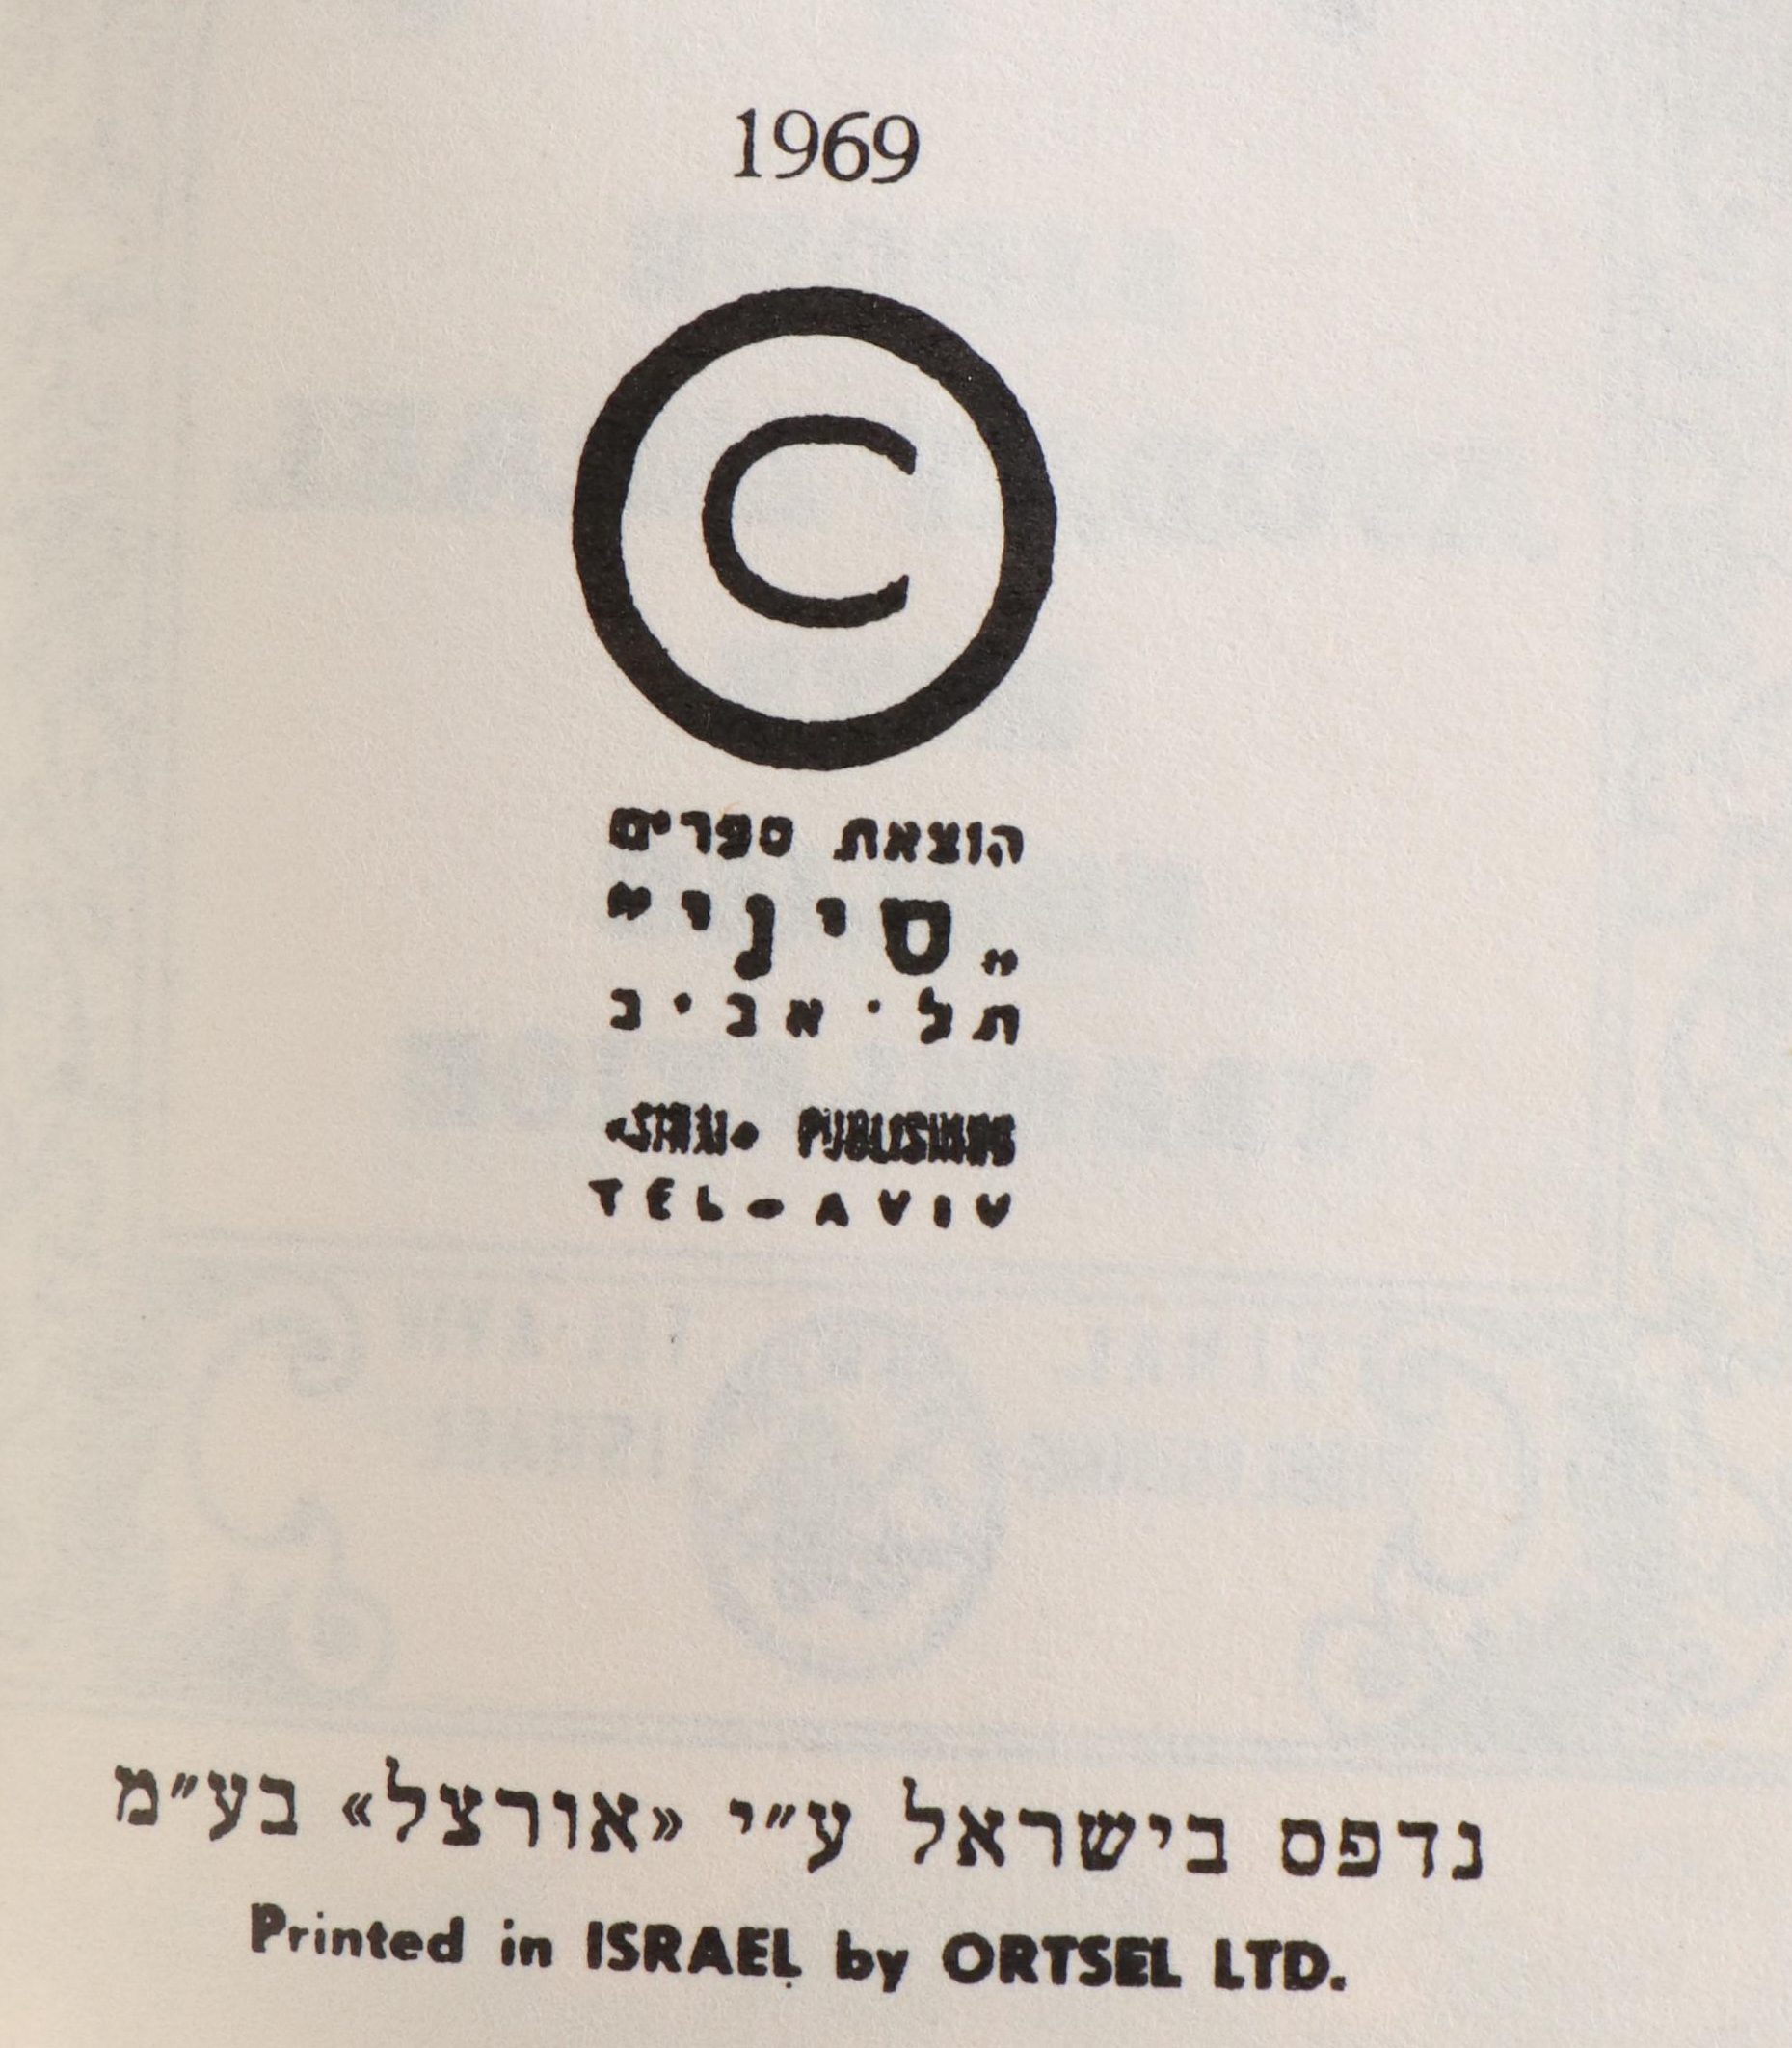 1969
©
הוצאת ספרים
„סיני"
תל·אביב
«SINAI» PUBLISHING
TEL-AVIV
נדפס בישראל ע״י «אורצל» בע״מ
Printed in ISRAEL by ORTSEL LTD.